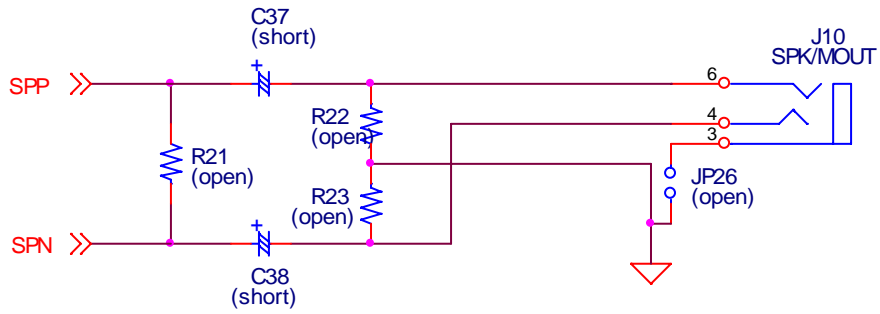 C37
(short)
J10
SPK/MOUT
SPP
6
R22
(open)
4
3
R21
(open)
JP26
(open)
R23
(open)
SPN
C38
(short)